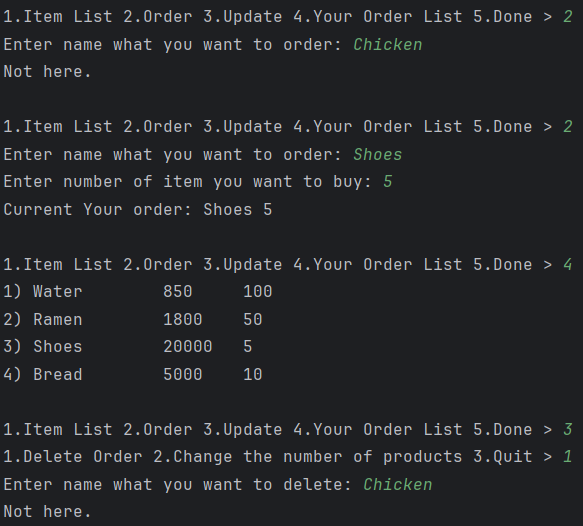 1.Item List 2.Order 3.Update 4.Your Order List 5.Done > 2
Enter name what you want to order: Chicken
Not here.
1.Item List 2.Order 3.Update 4.Your Order List 5.Done > 2
Enter name what you want to order: Shoes
Enter number of item you want to buy: 5
Current Your order: Shoes 5
1.Item List 2.Order 3.Update 4.Your Order List 5.Done > 4
1) Water 850 100
2) Ramen 1800 50
3) Shoes 20000 5
4) Bread 5000 10
1.Item List 2.Order 3.Update 4.Your Order List 5.Done > 3
1.Delete Order 2.Change the number of products 3.Quit > 1
Enter name what you want to delete: Chicken
Not here.